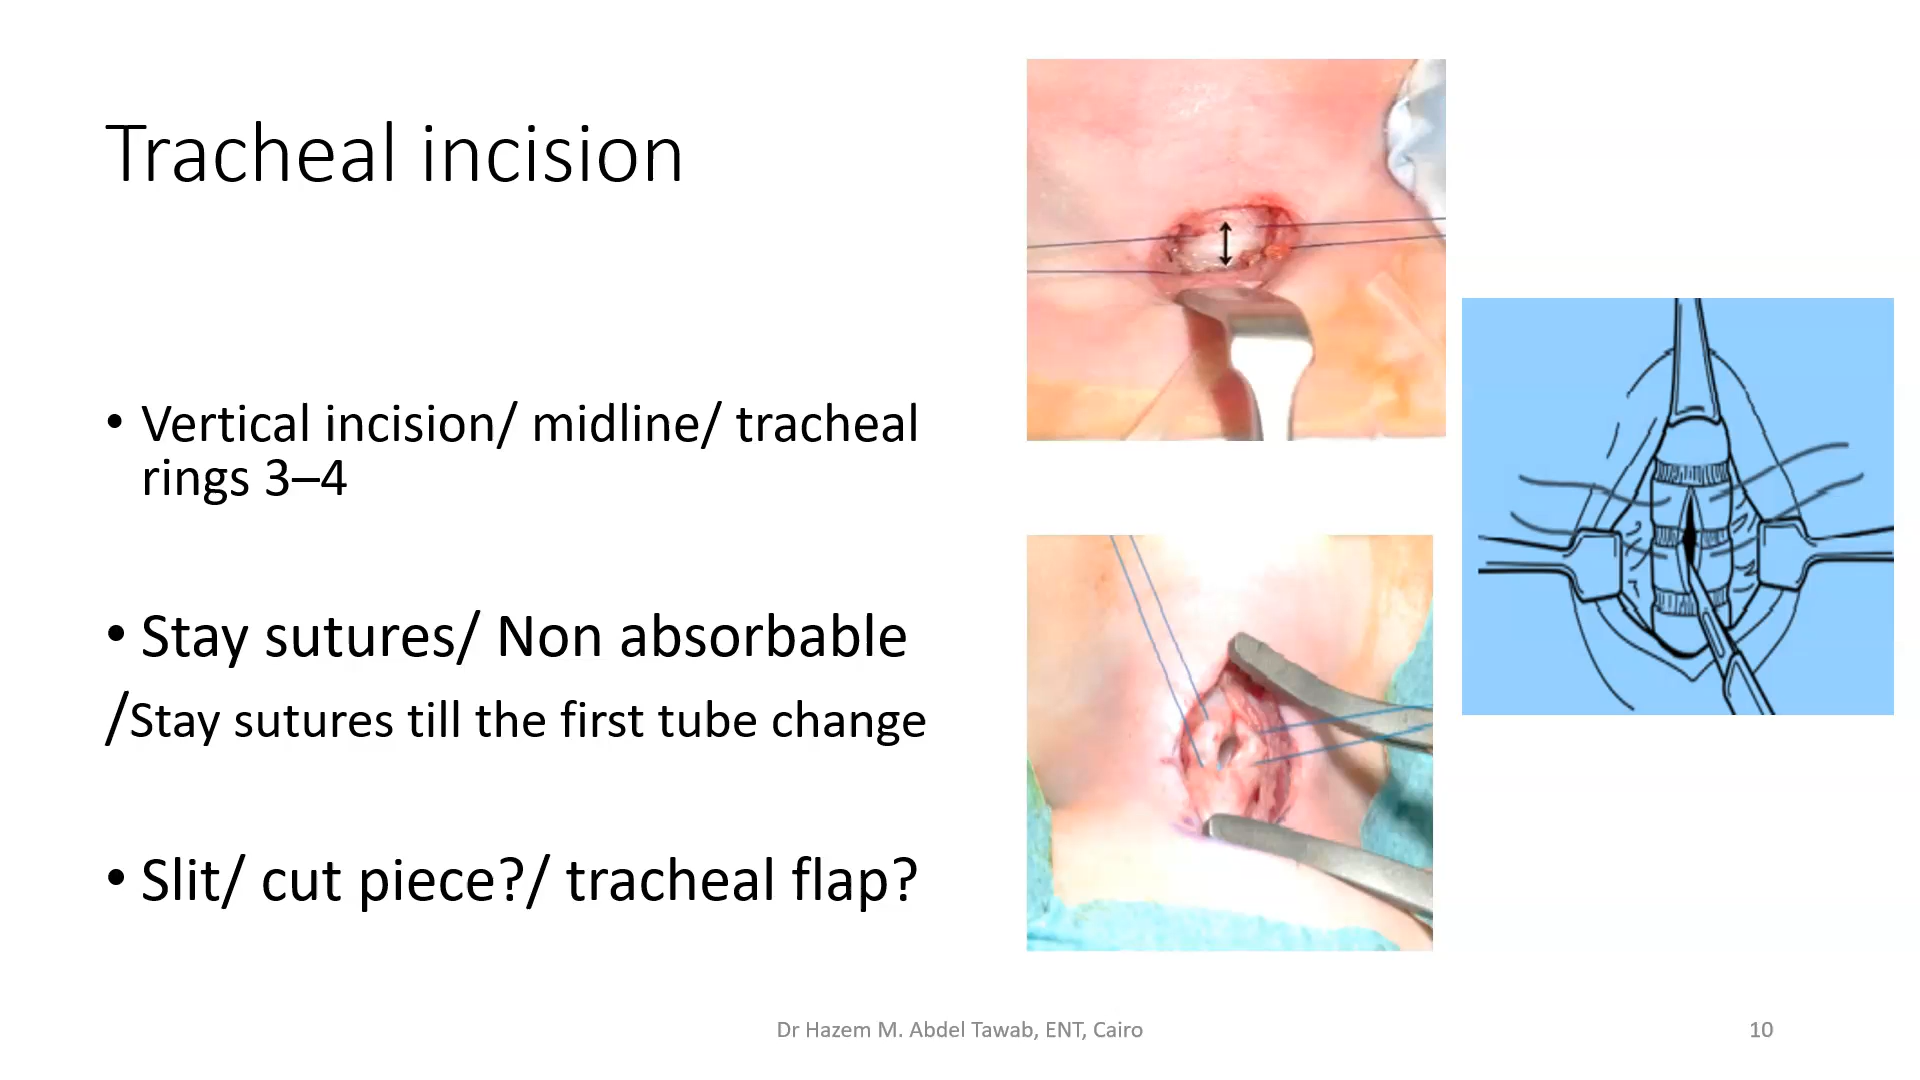 Tracheal incision
• Vertical incision/ midline/ tracheal
rings 3–4
• Stay sutures/ Non absorbable
/Stay sutures till the first tube change
• Slit/ cut piece?/ tracheal flap?
Dr Hazem M. Abdel Tawab, ENT, Cairo
10